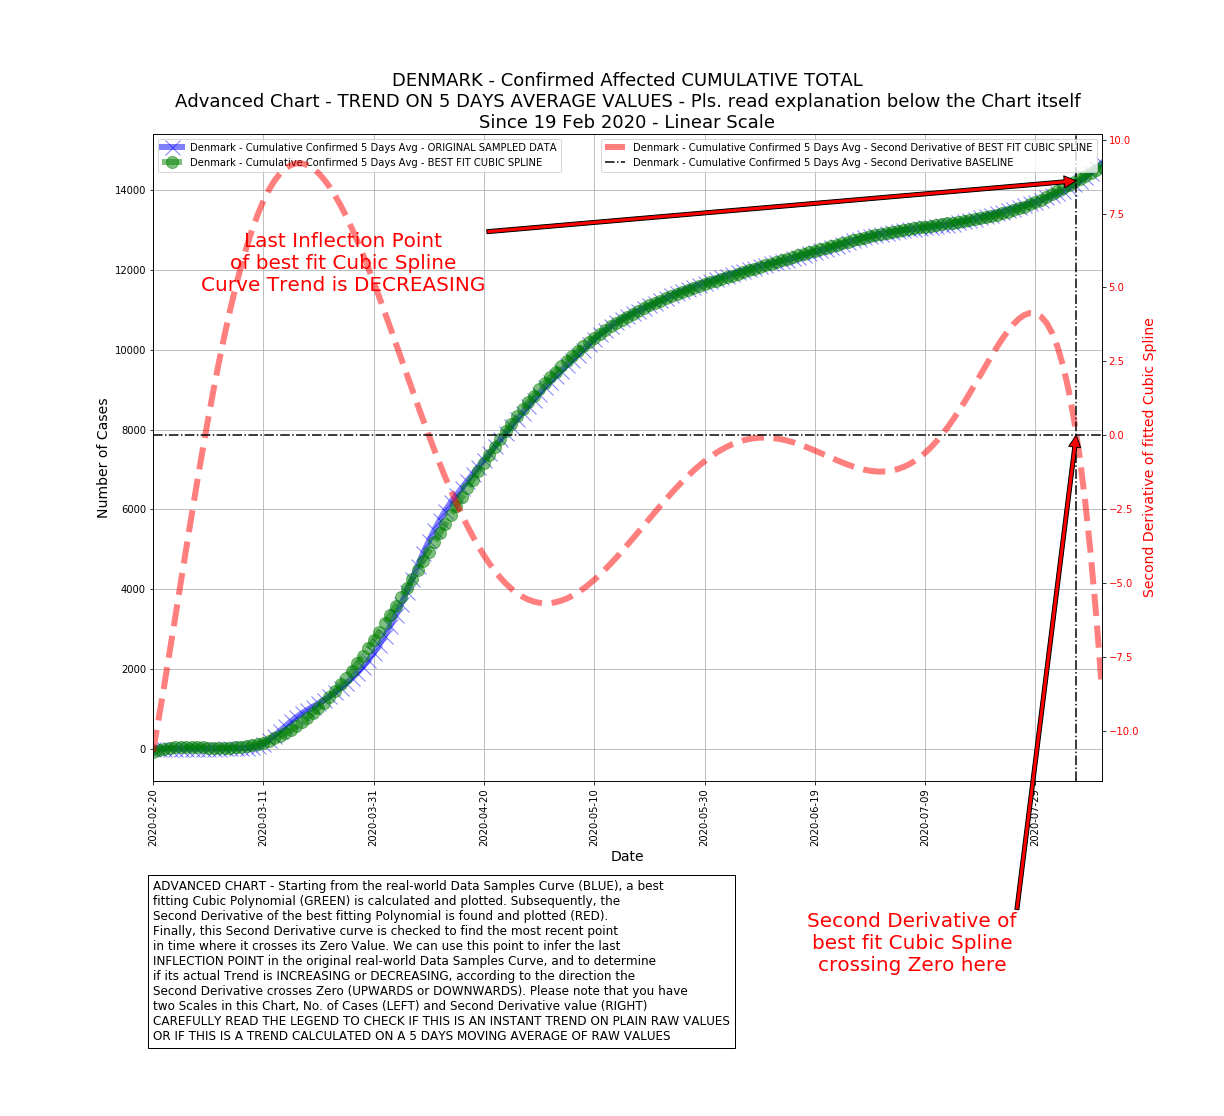 DENMARK - Confirmed Affected CUMULATIVE TOTAL
Advanced Chart - TREND ON 5 DAYS AVERAGE VALUES - Pls. read explanation below the Chart itself
Since 19 Feb 2020 - Linear Scale
Denmark - Cumulative Confirmed 5 Days Avg - ORIGINAL SAMPLED DATA
Denmark - Cumulative Confirmed 5 Days Avg - BEST FIT CUBIC SPLINE
Denmark - Cumulative Confirmed 5 Days Avg - Second Derivative of BEST FIT CUBIC SPLINE
Denmark - Cumulative Confirmed 5 Days Avg - Second Derivative BASELINE
Last Inflection Point
of best fit Cubic Spline
Curve Trend is DECREASING
Number of Cases
14000
12000
10000
8000
6000
4000
2000
0
10.0
7.5
5.0
2.5
0.0
−2.5
−5.0
−7.5
−10.0
Second Derivative of fitted Cubic Spline
2020-02-20
2020-03-11
2020-03-31
2020-04-20
2020-05-10
2020-05-30
2020-06-19
2020-07-09
2020-07-29
Date
ADVANCED CHART - Starting from the real-world Data Samples Curve (BLUE), a best
fitting Cubic Polynomial (GREEN) is calculated and plotted. Subsequently, the
Second Derivative of the best fitting Polynomial is found and plotted (RED).
Finally, this Second Derivative curve is checked to find the most recent point
in time where it crosses its Zero Value. We can use this point to infer the last
INFLECTION POINT in the original real-world Data Samples Curve, and to determine
if its actual Trend is INCREASING or DECREASING, according to the direction the
Second Derivative crosses Zero (UPWARDS or DOWNWARDS). Please note that you have
two Scales in this Chart, No. of Cases (LEFT) and Second Derivative value (RIGHT)
CAREFULLY READ THE LEGEND TO CHECK IF THIS IS AN INSTANT TREND ON PLAIN RAW VALUES
OR IF THIS IS A TREND CALCULATED ON A 5 DAYS MOVING AVERAGE OF RAW VALUES
Second Derivative of
best fit Cubic Spline
crossing Zero here